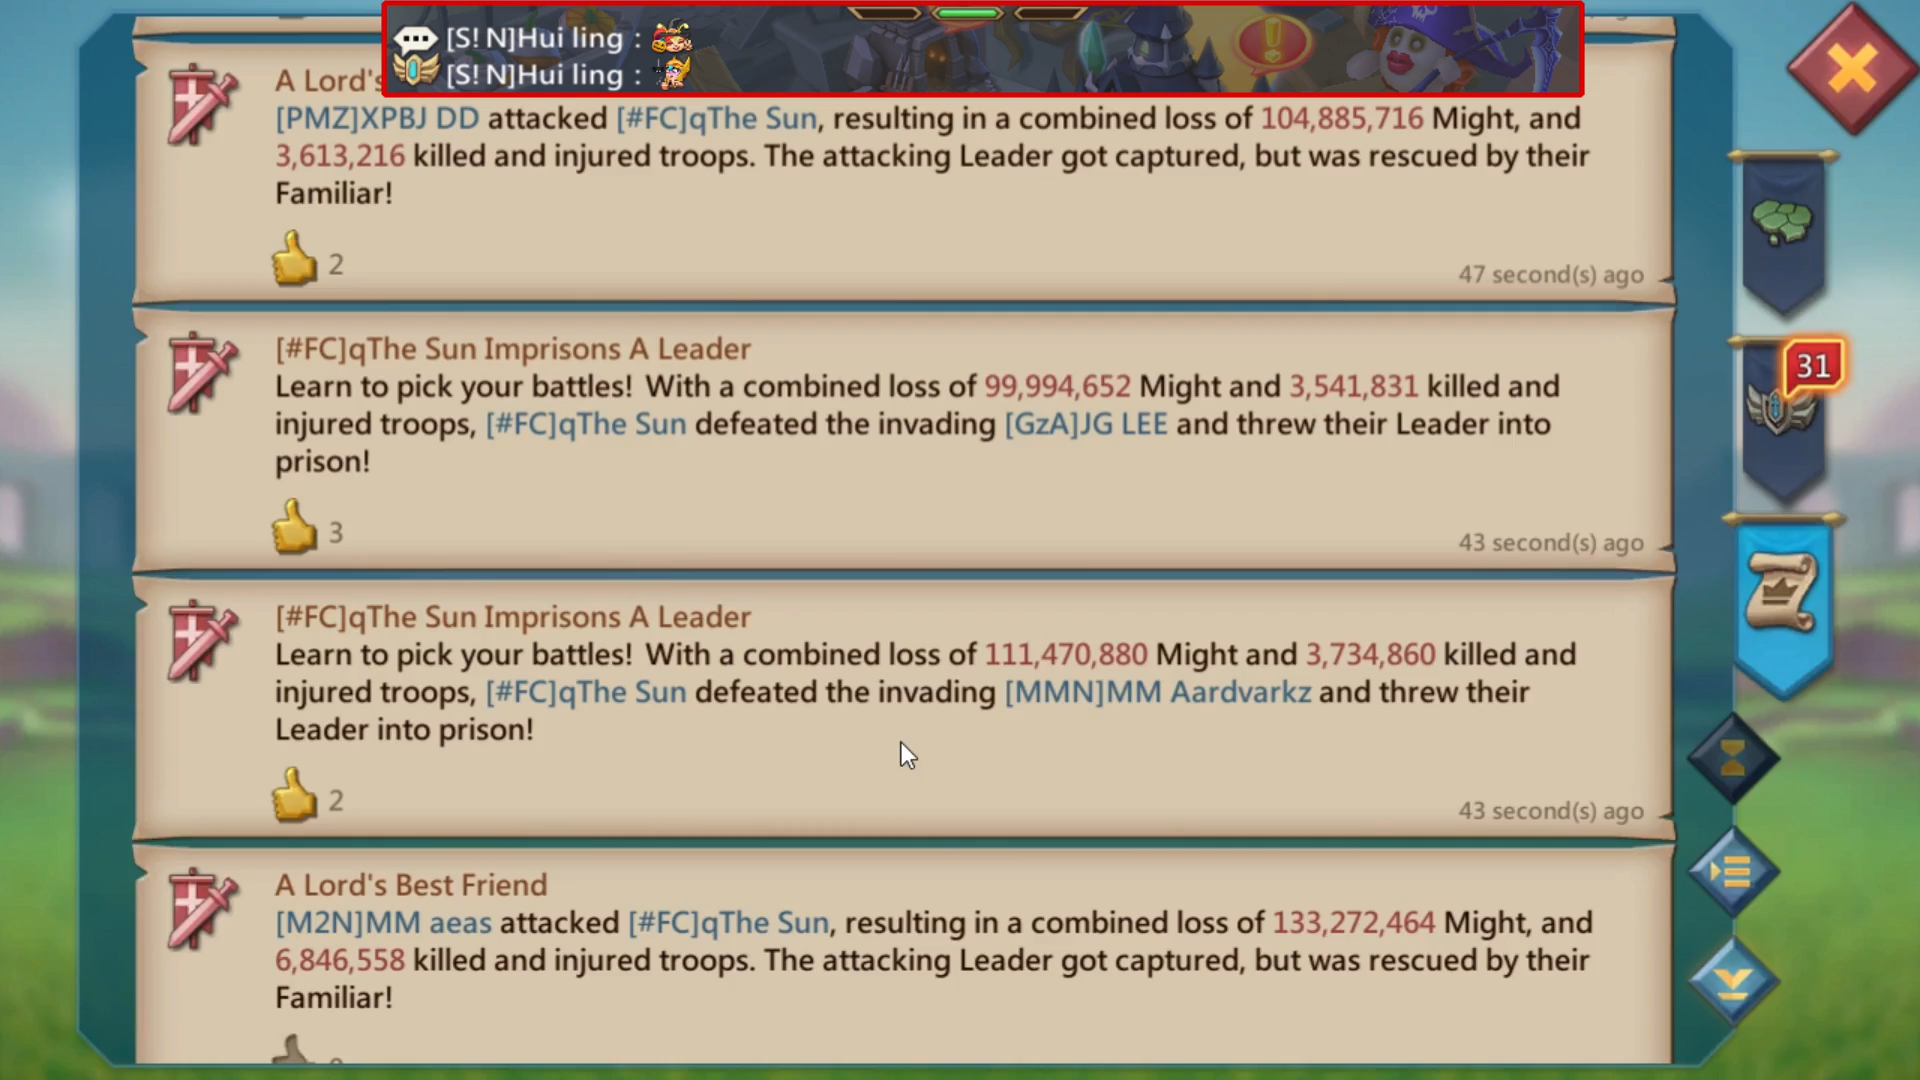 [S! N]Hui ling :
[S! N]Hui ling :
A Lord's
[PMZ]XPBJ DD attacked [#FC]qThe Sun, resulting in a combined loss of 104,885,716 Might, and
3,613,216 killed and injured troops. The attacking Leader got captured, but was rescued by their
Familiar!
2
47 second(s) ago
[#FC]qThe Sun Imprisons A Leader
Learn to pick your battles! With a combined loss of 99,994,652 Might and 3,541,831 killed and
injured troops, [#FC]qThe Sun defeated the invading [GzA]JG LEE and threw their Leader into
prison!
3
43 second(s) ago
31
[#FC]qThe Sun Imprisons A Leader
Learn to pick your battles! With a combined loss of 111,470,880 Might and 3,734,860 killed and
injured troops, [#FC]qThe Sun defeated the invading [MMN]MM Aardvarkz and threw their
Leader into prison!
2
43 second(s) ago
A Lord's Best Friend
[M2N]MM aeas attacked [#FC]qThe Sun, resulting in a combined loss of 133,272,464 Might, and
6,846,558 killed and injured troops. The attacking Leader got captured, but was rescued by their
Familiar!